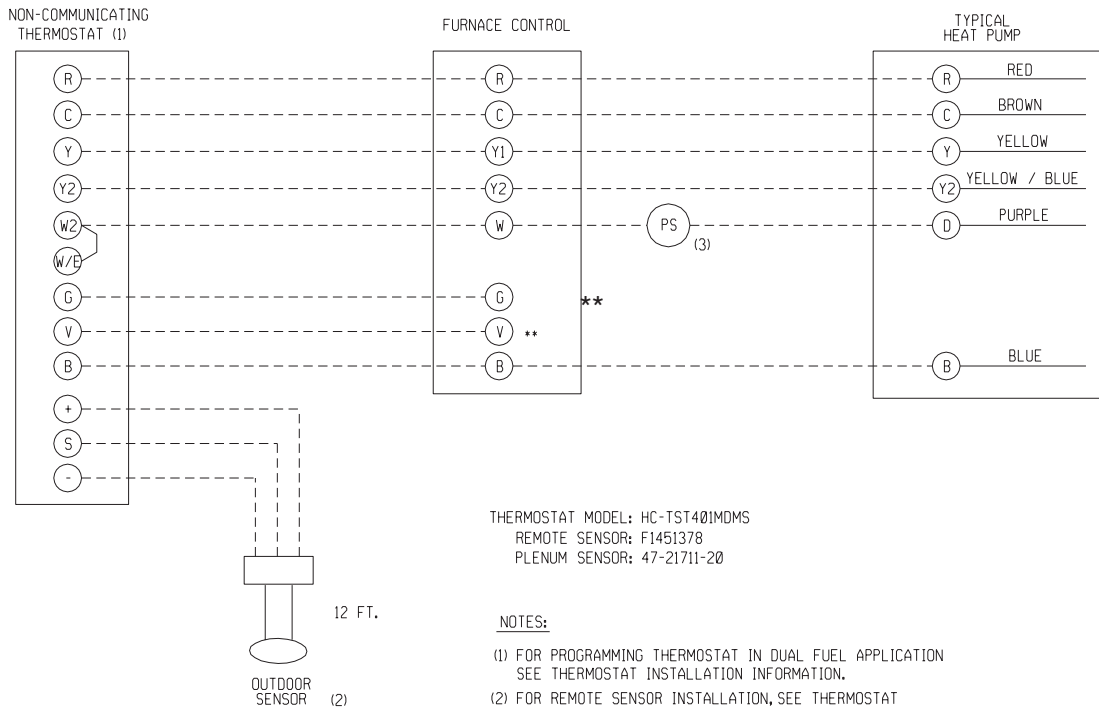 NON-COMMUNICATING
THERMOSTAT (1)
FURNACE CONTROL
TYPICAL
HEAT PUMP
R R R RED
C C C BROWN
Y Y1 Y YELLOW
Y2 Y2 Y2 YELLOW / BLUE
W2 W PS (3) D PURPLE
W/E
G G **
V V **
B B B BLUE
+
S
-
12 FT.
OUTDOOR
SENSOR (2)
THERMOSTAT MODEL: HC-TST401MDMS
REMOTE SENSOR: F1451378
PLENUM SENSOR: 47-21711-20
NOTES:
(1) FOR PROGRAMMING THERMOSTAT IN DUAL FUEL APPLICATION
SEE THERMOSTAT INSTALLATION INFORMATION.
(2) FOR REMOTE SENSOR INSTALLATION, SEE THERMOSTAT